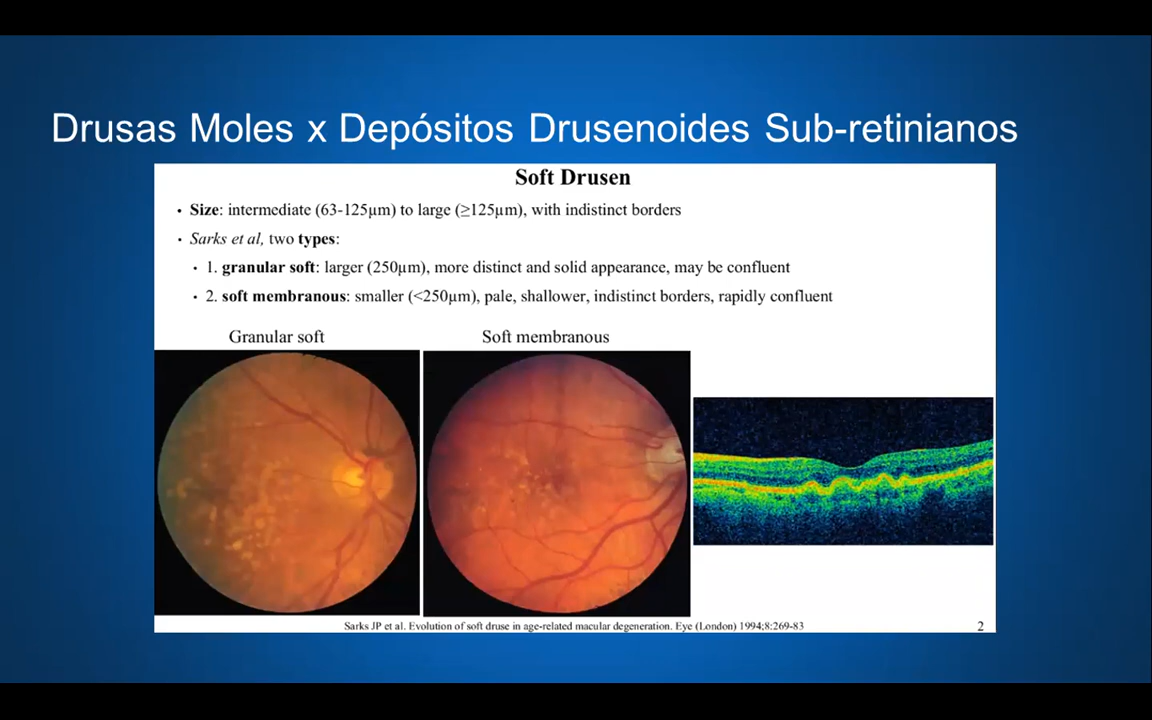 Drusas Moles x Depósitos Drusenoides Sub-retinianos
Soft Drusen
• Size: intermediate (63-125µm) to large (≥125µm), with indistinct borders
• Sarks et al, two types:
• 1. granular soft: larger (250µm), more distinct and solid appearance, may be confluent
• 2. soft membranous: smaller (<250µm), pale, shallower, indistinct borders, rapidly confluent
Granular soft
Soft membranous
Sarks JP et al. Evolution of soft druse in age-related macular degeneration. Eye (London) 1994;8:269-83
2